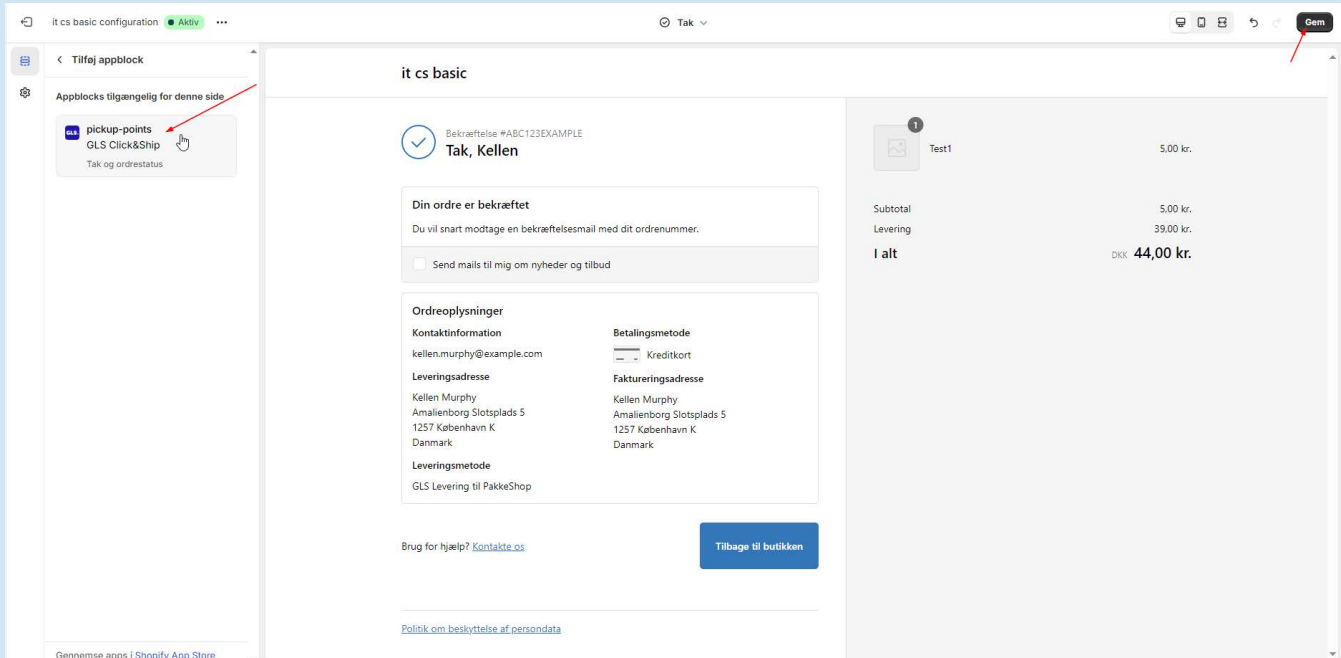 it cs basic configuration Aktiv
Tak
Gem
Tilføj appblock
Appblocks tilgængelig for denne side
GLS.
pickup-points
GLS Click&Ship
Tak og ordrestatus
Gennemse apps i Shopify App Store
it cs basic
Bekræftelse #ABC123EXAMPLE
Tak, Kellen
Din ordre er bekræftet
Du vil snart modtage en bekræftelsesmail med dit ordrenummer.
Send mails til mig om nyheder og tilbud
Ordreoplysninger
Kontaktinformation
kellen.murphy@example.com
Leveringsadresse
Kellen Murphy
Amalienborg Slotsplads 5
1257 København K
Danmark
Leveringsmetode
GLS Levering til PakkeShop
Betalingsmetode
Kreditkort
Faktureringsadresse
Kellen Murphy
Amalienborg Slotsplads 5
1257 København K
Danmark
Brug for hjælp? Kontakte os
Tilbage til butikken
Politik om beskyttelse af persondata
1
Test1 5,00 kr.
Subtotal 5,00 kr.
Levering 39,00 kr.
I alt DKK 44,00 kr.